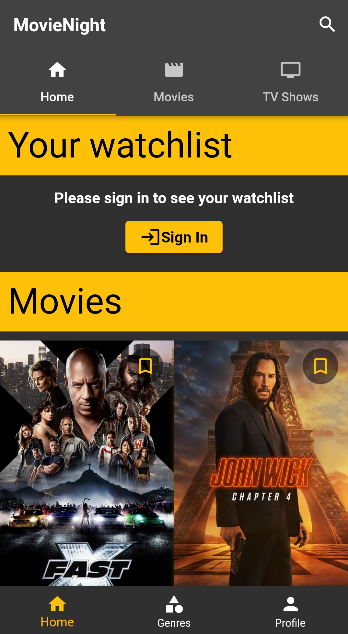 MovieNight
Home
Movies
TV Shows
Your watchlist
Please sign in to see your watchlist
Sign In
Movies
FAST X
JOHN WICK
CHAPTER 4
Home
Genres
Profile